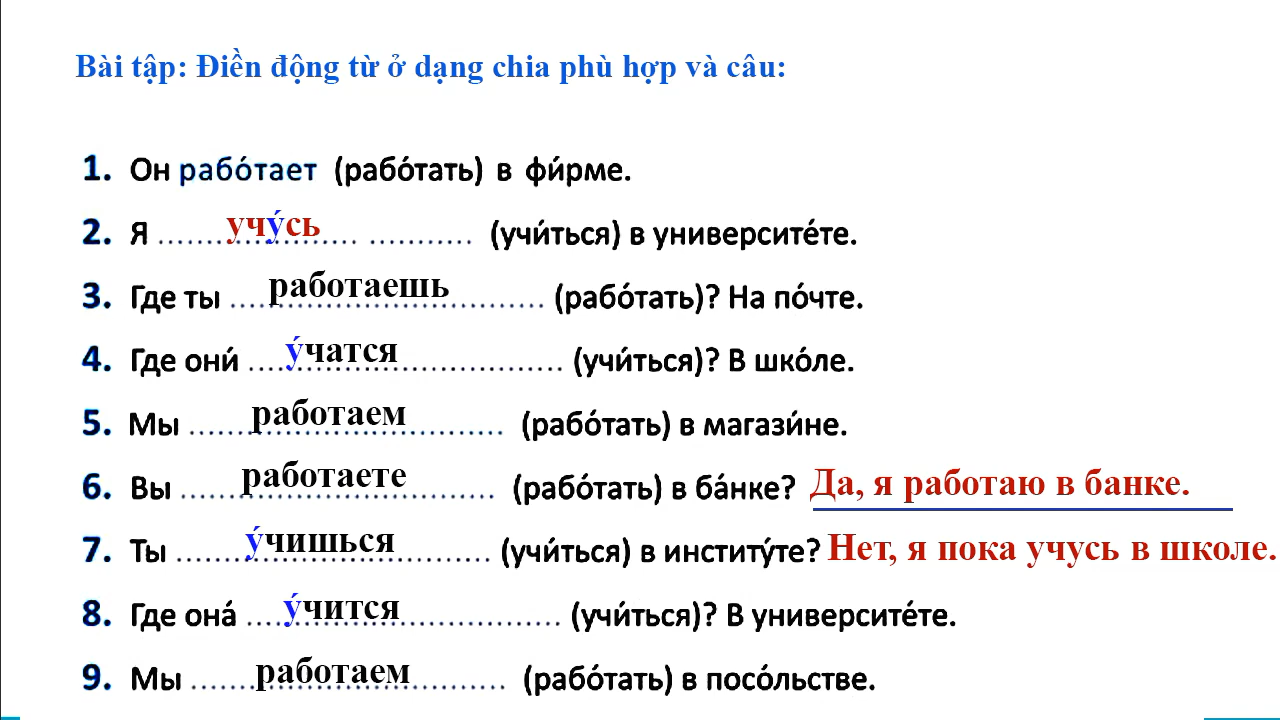 Bài tập: Điền động từ ở dạng chia phù hợp và câu:
1. Он рабо́тает (рабо́тать) в фи́рме.
2. Я ..... учу́сь ..... (учи́ться) в университе́те.
3. Где ты ..... работаешь ..... (рабо́тать)? На по́чте.
4. Где они́ ..... у́чатся ..... (учи́ться)? В шко́ле.
5. Мы ..... работаем ..... (рабо́тать) в магази́не.
6. Вы ..... работаете ..... (рабо́тать) в ба́нке? Да, я работаю в банке.
7. Ты ..... у́чишься ..... (учи́ться) в институ́те? Нет, я пока учусь в школе.
8. Где она́ ..... у́чится ..... (учи́ться)? В университе́те.
9. Мы ..... работаем ..... (рабо́тать) в посо́льстве.